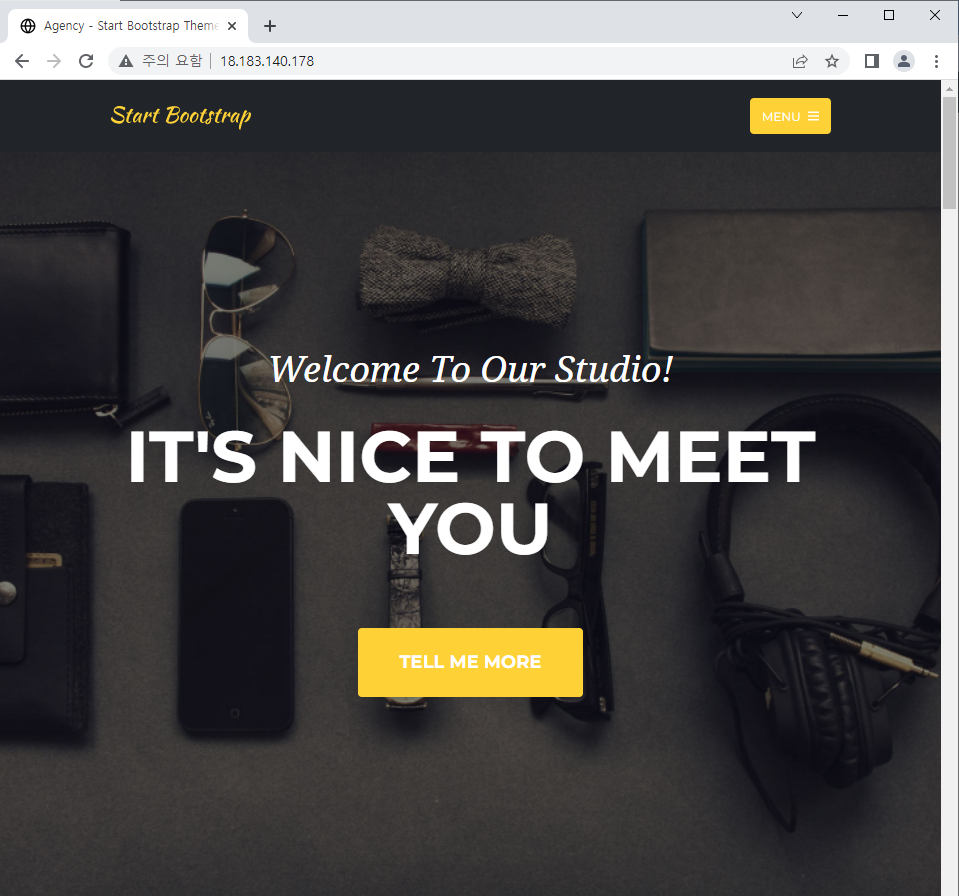 Agency - Start Bootstrap Theme
주의 요함
18.183.140.178
Start Bootstrap
MENU
Welcome To Our Studio!
IT'S NICE TO MEET
YOU
TELL ME MORE